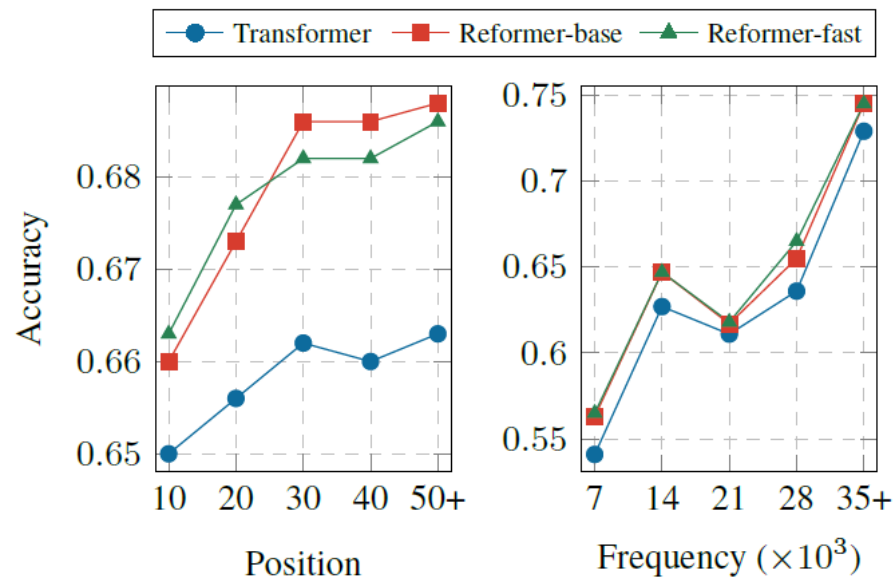 Transformer Reformer-base Reformer-fast
Accuracy
0.68
0.67
0.66
0.65
10 20 30 40 50+
Position
0.75
0.7
0.65
0.6
0.55
7 14 21 28 35+
Frequency (×10³)